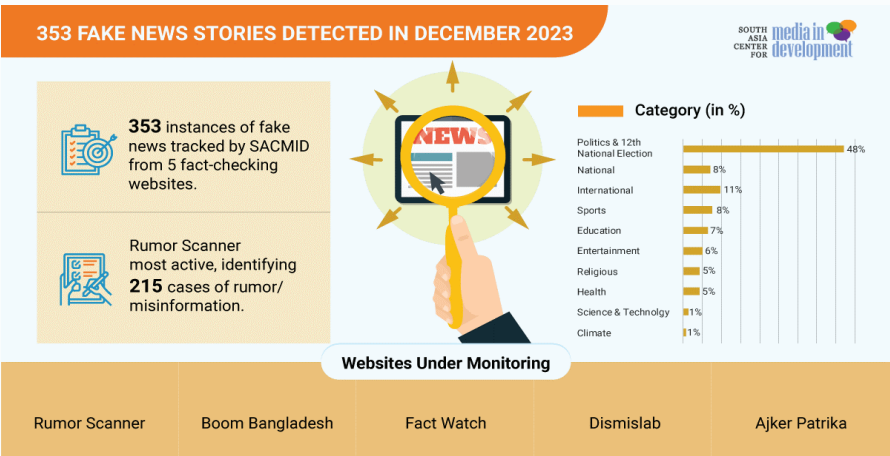 353 FAKE NEWS STORIES DETECTED IN DECEMBER 2023
SOUTH
ASIA
CENTER
FOR
media in
development
353 instances of fake
news tracked by SACMID
from 5 fact-checking
websites.
Rumor Scanner
most active, identifying
215 cases of rumor/
misinformation.
NEWS
Category (in %)
Politics & 12th
National Election
48%
National
8%
International
11%
Sports
8%
Education
7%
Entertainment
6%
Religious
5%
Health
5%
Science & Technolgy
1%
Climate
1%
Websites Under Monitoring
Rumor Scanner
Boom Bangladesh
Fact Watch
Dismislab
Ajker Patrika